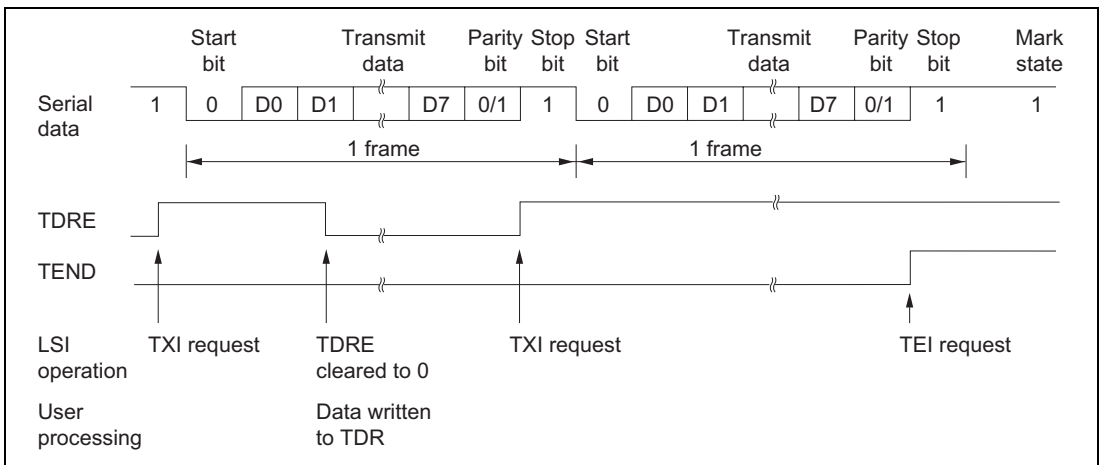 Start Transmit Parity Stop Start Transmit Parity Stop Mark
bit data bit bit bit data bit bit state
Serial 1 0 D0 D1 D7 0/1 1 0 D0 D1 D7 0/1 1 1
data
1 frame 1 frame
TDRE
TEND
LSI TXI request TDRE TXI request TEI request
operation cleared to 0
User Data written
processing to TDR